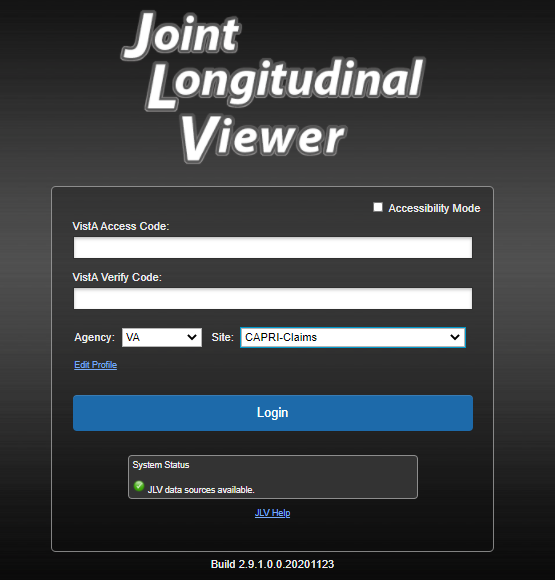 Joint
Longitudinal
Viewer
Accessibility Mode
VistA Access Code:
VistA Verify Code:
Agency: VA Site: CAPRI-Claims
Edit Profile
Login
System Status
JLV data sources available.
JLV Help
Build 2.9.1.0.0.20201123